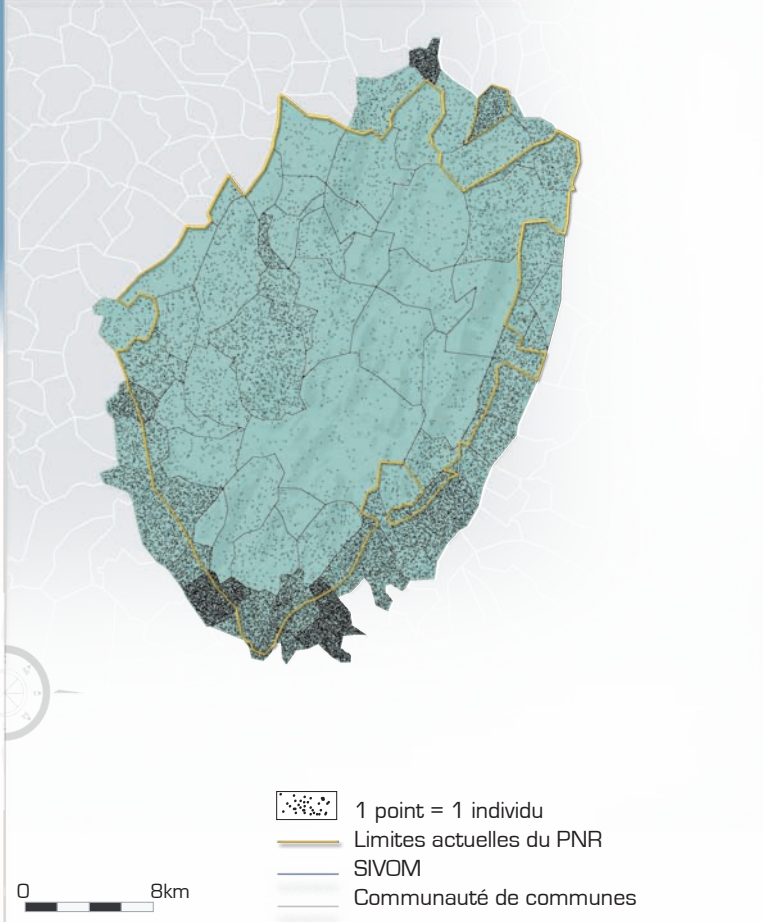 1 point = 1 individu
Limites actuelles du PNR
SIVOM
0 8km
Communauté de communes